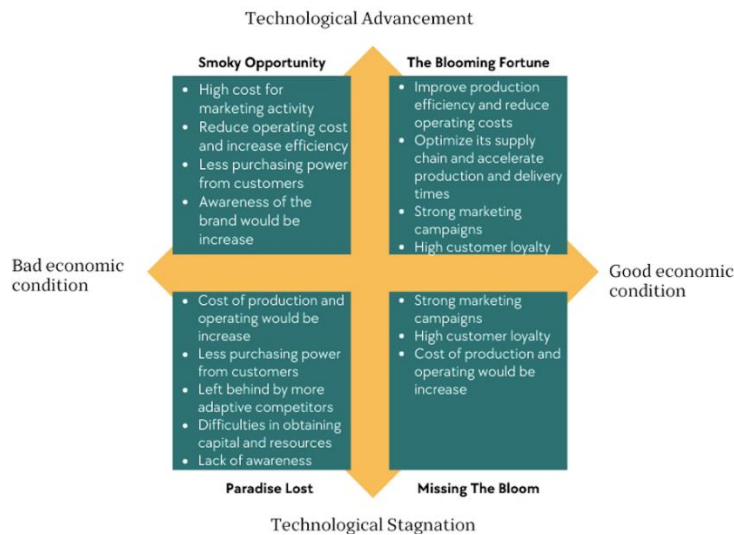 Technological Advancement
Smoky Opportunity
• High cost for
marketing activity
• Reduce operating cost
and increase efficiency
• Less purchasing power
from customers
• Awareness of the
brand would be
increase
The Blooming Fortune
• Improve production
efficiency and reduce
operating costs
• Optimize its supply
chain and accelerate
production and delivery
times
• Strong marketing
campaigns
• High customer loyalty
Bad economic
condition
Good economic
condition
• Cost of production and
operating would be
increase
• Less purchasing power
from customers
• Left behind by more
adaptive competitors
• Difficulties in obtaining
capital and resources
• Lack of awareness
Paradise Lost
• Strong marketing
campaigns
• High customer loyalty
• Cost of production and
operating would be
increase
Missing The Bloom
Technological Stagnation